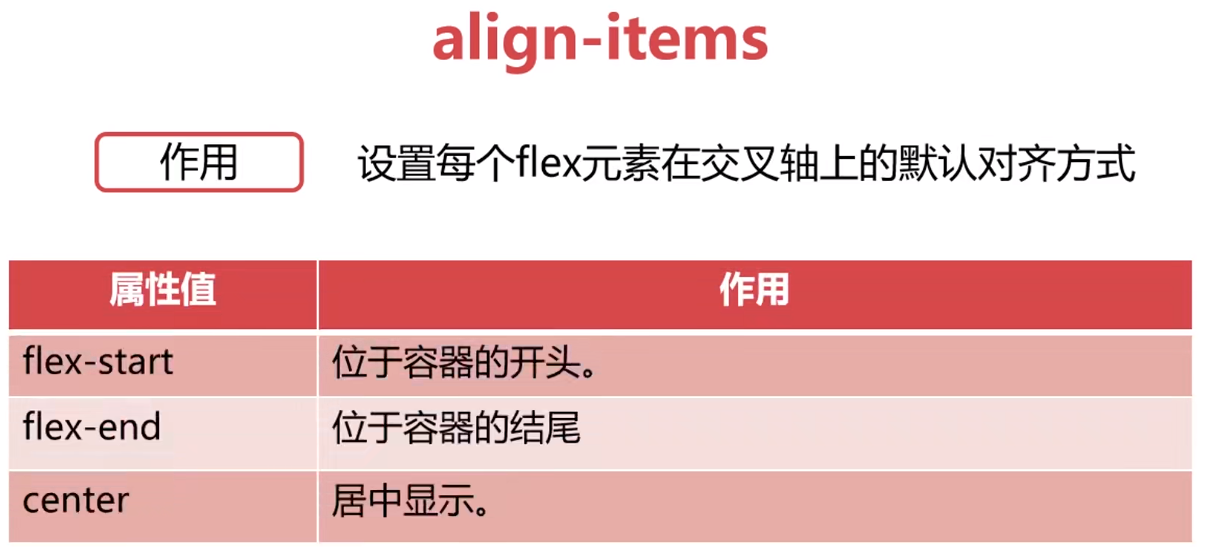 align-items
作用 设置每个flex元素在交叉轴上的默认对齐方式
属性值 作用
flex-start 位于容器的开头。
flex-end 位于容器的结尾
center 居中显示。